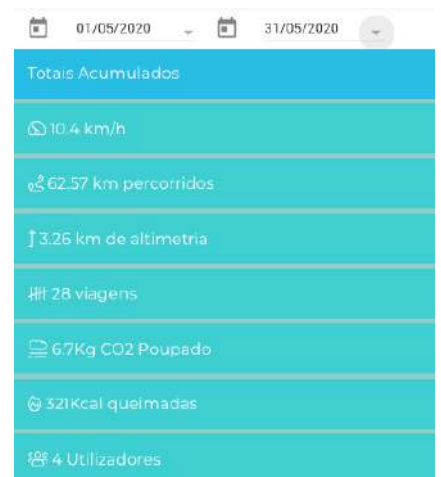 01/05/2020 31/05/2020
Totais Acumulados
10.4 km/h
62.57 km percorridos
3.26 km de altimetria
28 viagens
6.7Kg CO2 Poupado
321Kcal queimadas
4 Utilizadores